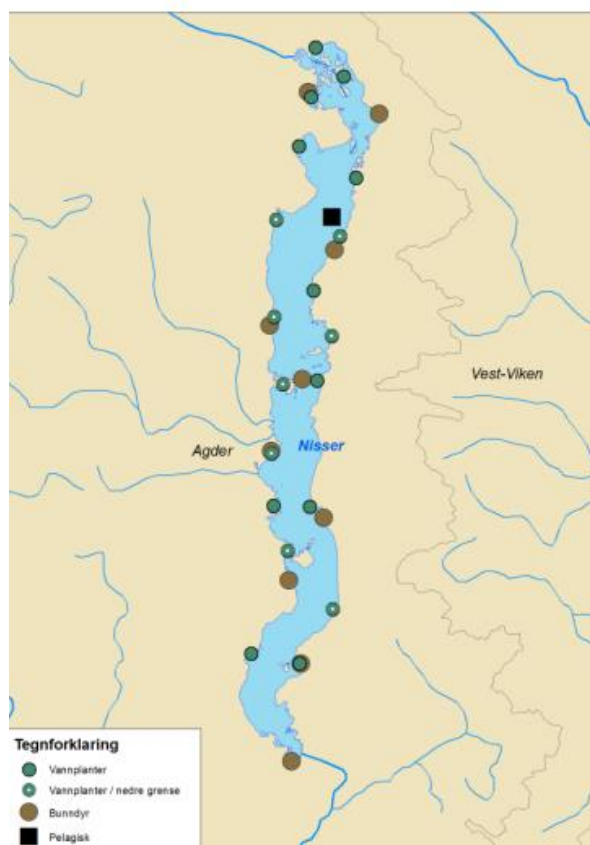 Vest-Viken
Agder
Nisser
Tegnforklaring
Vannplanter
Vannplanter / nedre grense
Bunndyr
Pelagisk